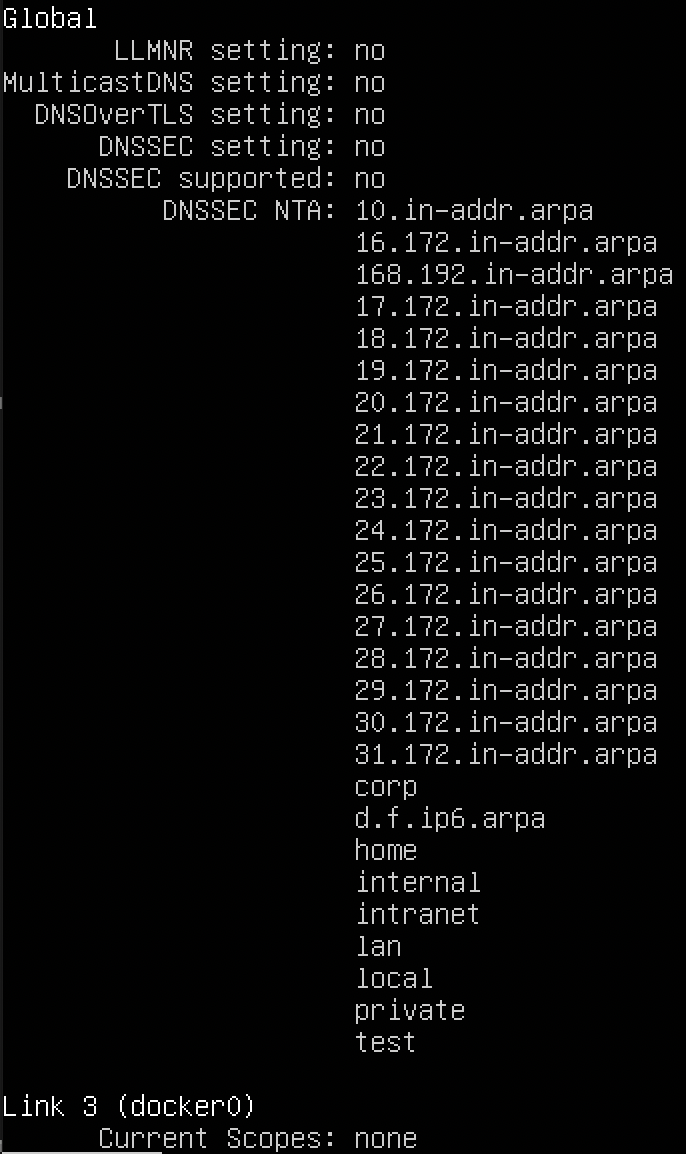 Global
LLMNR setting: no
MulticastDNS setting: no
DNSOverTLS setting: no
DNSSEC setting: no
DNSSEC supported: no
DNSSEC NTA: 10.in-addr.arpa
16.172.in-addr.arpa
168.192.in-addr.arpa
17.172.in-addr.arpa
18.172.in-addr.arpa
19.172.in-addr.arpa
20.172.in-addr.arpa
21.172.in-addr.arpa
22.172.in-addr.arpa
23.172.in-addr.arpa
24.172.in-addr.arpa
25.172.in-addr.arpa
26.172.in-addr.arpa
27.172.in-addr.arpa
28.172.in-addr.arpa
29.172.in-addr.arpa
30.172.in-addr.arpa
31.172.in-addr.arpa
corp
d.f.ip6.arpa
home
internal
intranet
lan
local
private
test
Link 3 (docker0)
Current Scopes: none